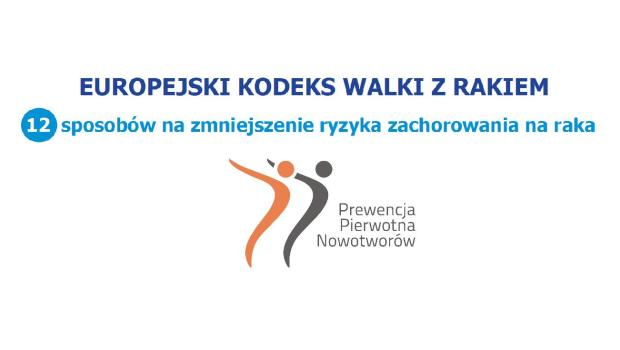 EUROPEJSKI KODEKS WALKI Z RAKIEM
12 sposobów na zmniejszenie ryzyka zachorowania na raka
Prewencja
Pierwotna
Nowotworów